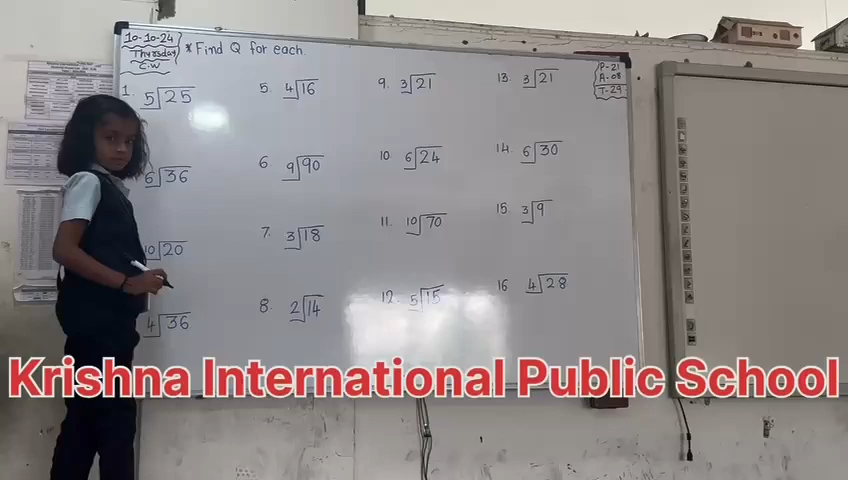 10-10-24
Thursday
C.W
* Find Q for each.
P-21
A-08
T-29
1. 5⟌25
6⟌36
10⟌20
4⟌36
5. 4⟌16
6. 9⟌90
7. 3⟌18
8. 2⟌14
9. 3⟌21
10. 6⟌24
11. 10⟌70
12. 5⟌15
13. 3⟌21
14. 6⟌30
15. 3⟌9
16 4⟌28
Krishna International Public School